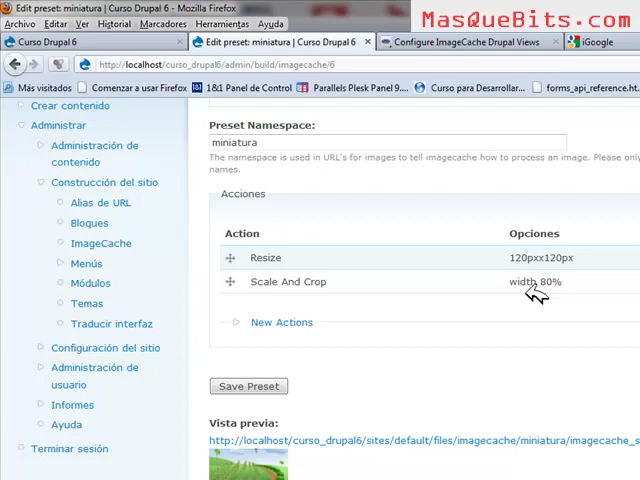 Edit preset: miniatura | Curso Drupal 6 - Mozilla Firefox
MasQueBits.com
Archivo Editar Ver Historial Marcadores Herramientas Ayuda
Curso Drupal 6 × Edit preset: miniatura | Curso Drupal 6 × Configure ImageCache Drupal Views × iGoogle
http://localhost/curso_drupal6/admin/build/imagecache/6
Más visitados Comenzar a usar Firefox 1&1 Panel de Control Parallels Plesk Panel 9.... Curso para Desarrollar... forms_api_reference.ht
Crear contenido
Administrar
Administración de
contenido
Construcción del sitio
Alias de URL
Bloques
ImageCache
Menús
Módulos
Temas
Traducir interfaz
Configuración del sitio
Administración de
usuario
Informes
Ayuda
Terminar sesión
Preset Namespace:
miniatura
The namespace is used in URL's for images to tell imagecache how to process an image. Please only
names.
Acciones
Action Opciones
Resize 120pxx120px
Scale And Crop width 80%
New Actions
Save Preset
Vista previa:
http://localhost/curso_drupal6/sites/default/files/imagecache/miniatura/imagecache_s